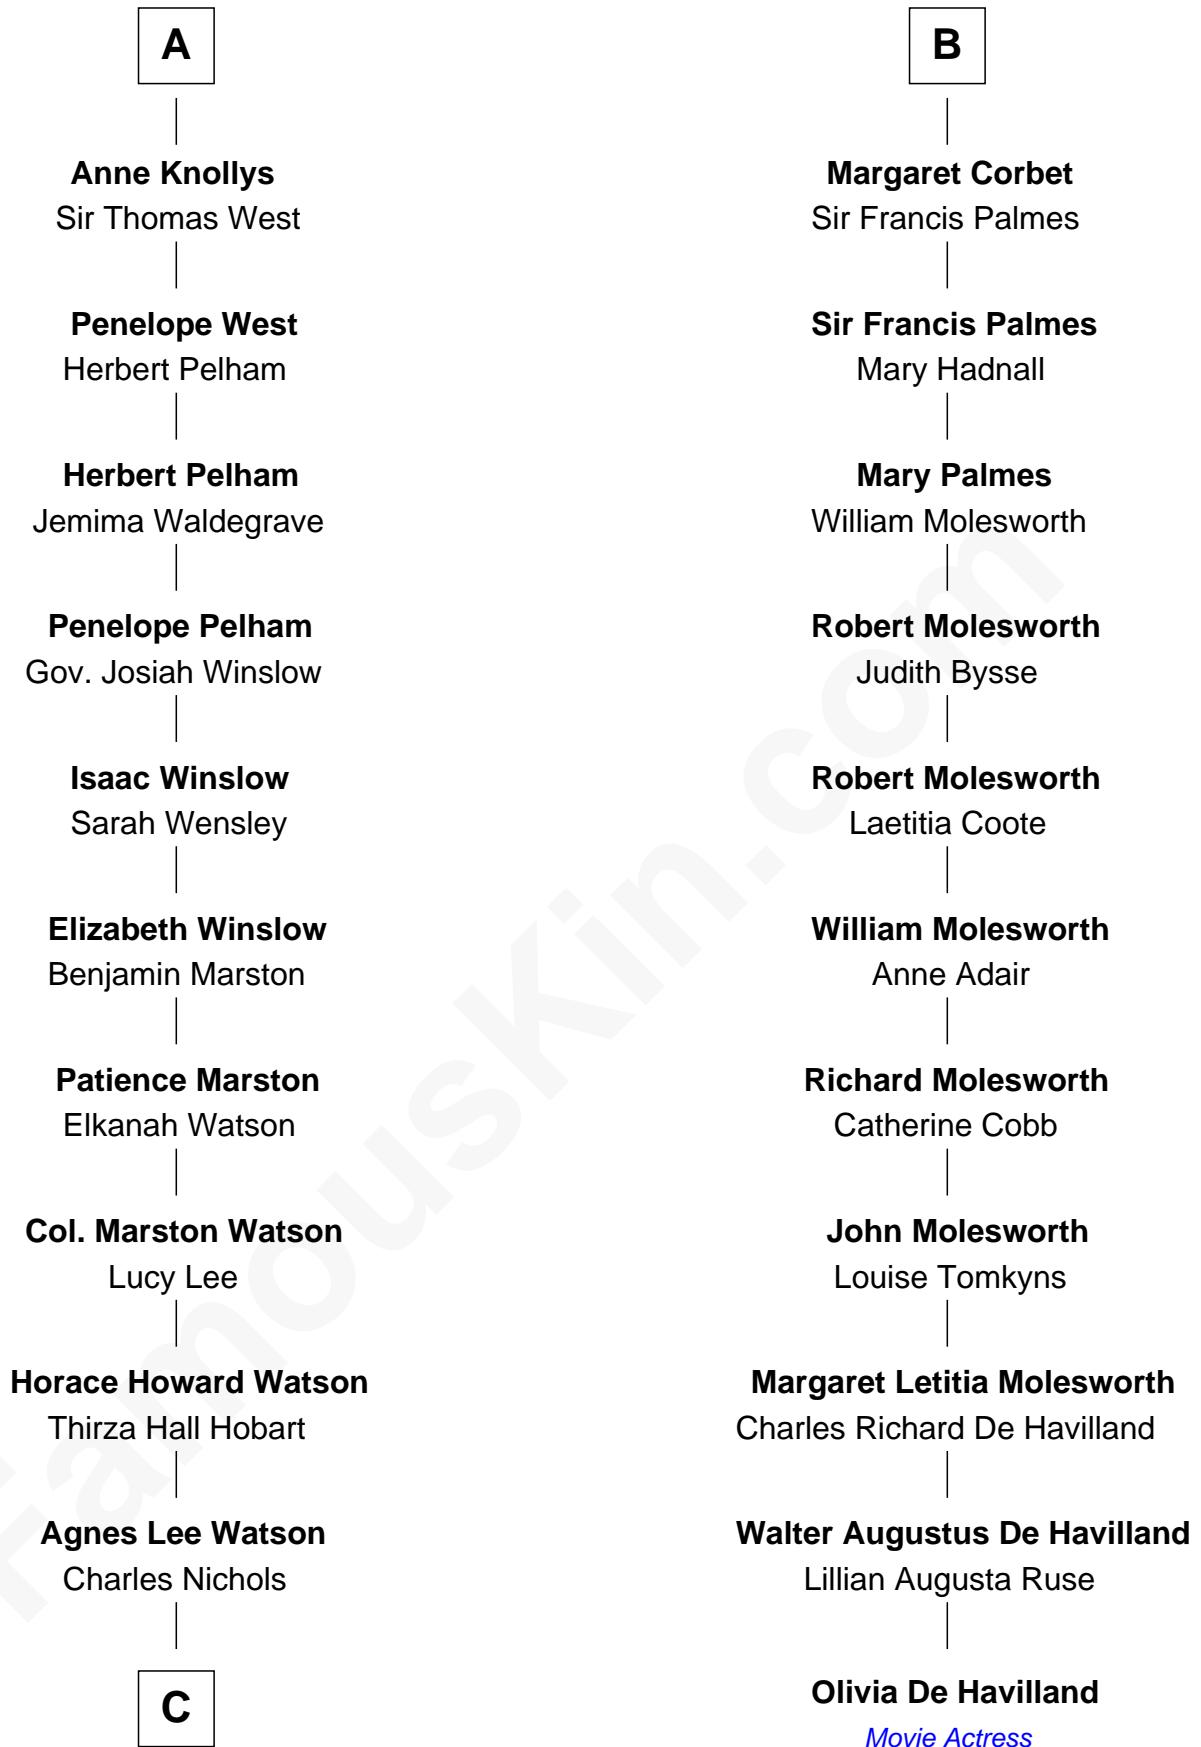 A
Anne Knollys
Sir Thomas West
Penelope West
Herbert Pelham
Herbert Pelham
Jemima Waldegrave
Penelope Pelham
Gov. Josiah Winslow
Isaac Winslow
Sarah Wensley
Elizabeth Winslow
Benjamin Marston
Patience Marston
Elkanah Watson
Col. Marston Watson
Lucy Lee
Horace Howard Watson
Thirza Hall Hobart
Agnes Lee Watson
Charles Nichols
C
B
Margaret Corbet
Sir Francis Palmes
Sir Francis Palmes
Mary Hadnall
Mary Palmes
William Molesworth
Robert Molesworth
Judith Bysse
Robert Molesworth
Laetitia Coote
William Molesworth
Anne Adair
Richard Molesworth
Catherine Cobb
John Molesworth
Louise Tomkyns
Margaret Letitia Molesworth
Charles Richard De Havilland
Walter Augustus De Havilland
Lillian Augusta Ruse
Olivia De Havilland
Movie Actress
FamousKin.com